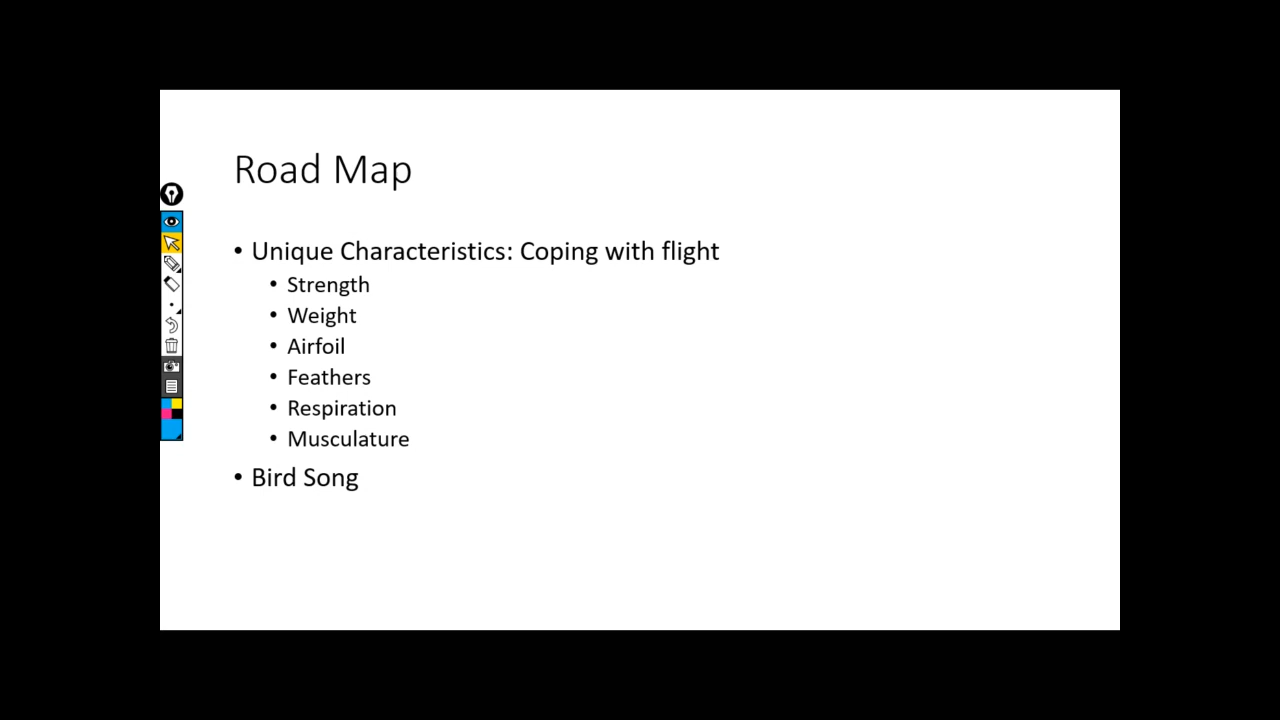 Road Map
• Unique Characteristics: Coping with flight
• Strength
• Weight
• Airfoil
• Feathers
• Respiration
• Musculature
• Bird Song